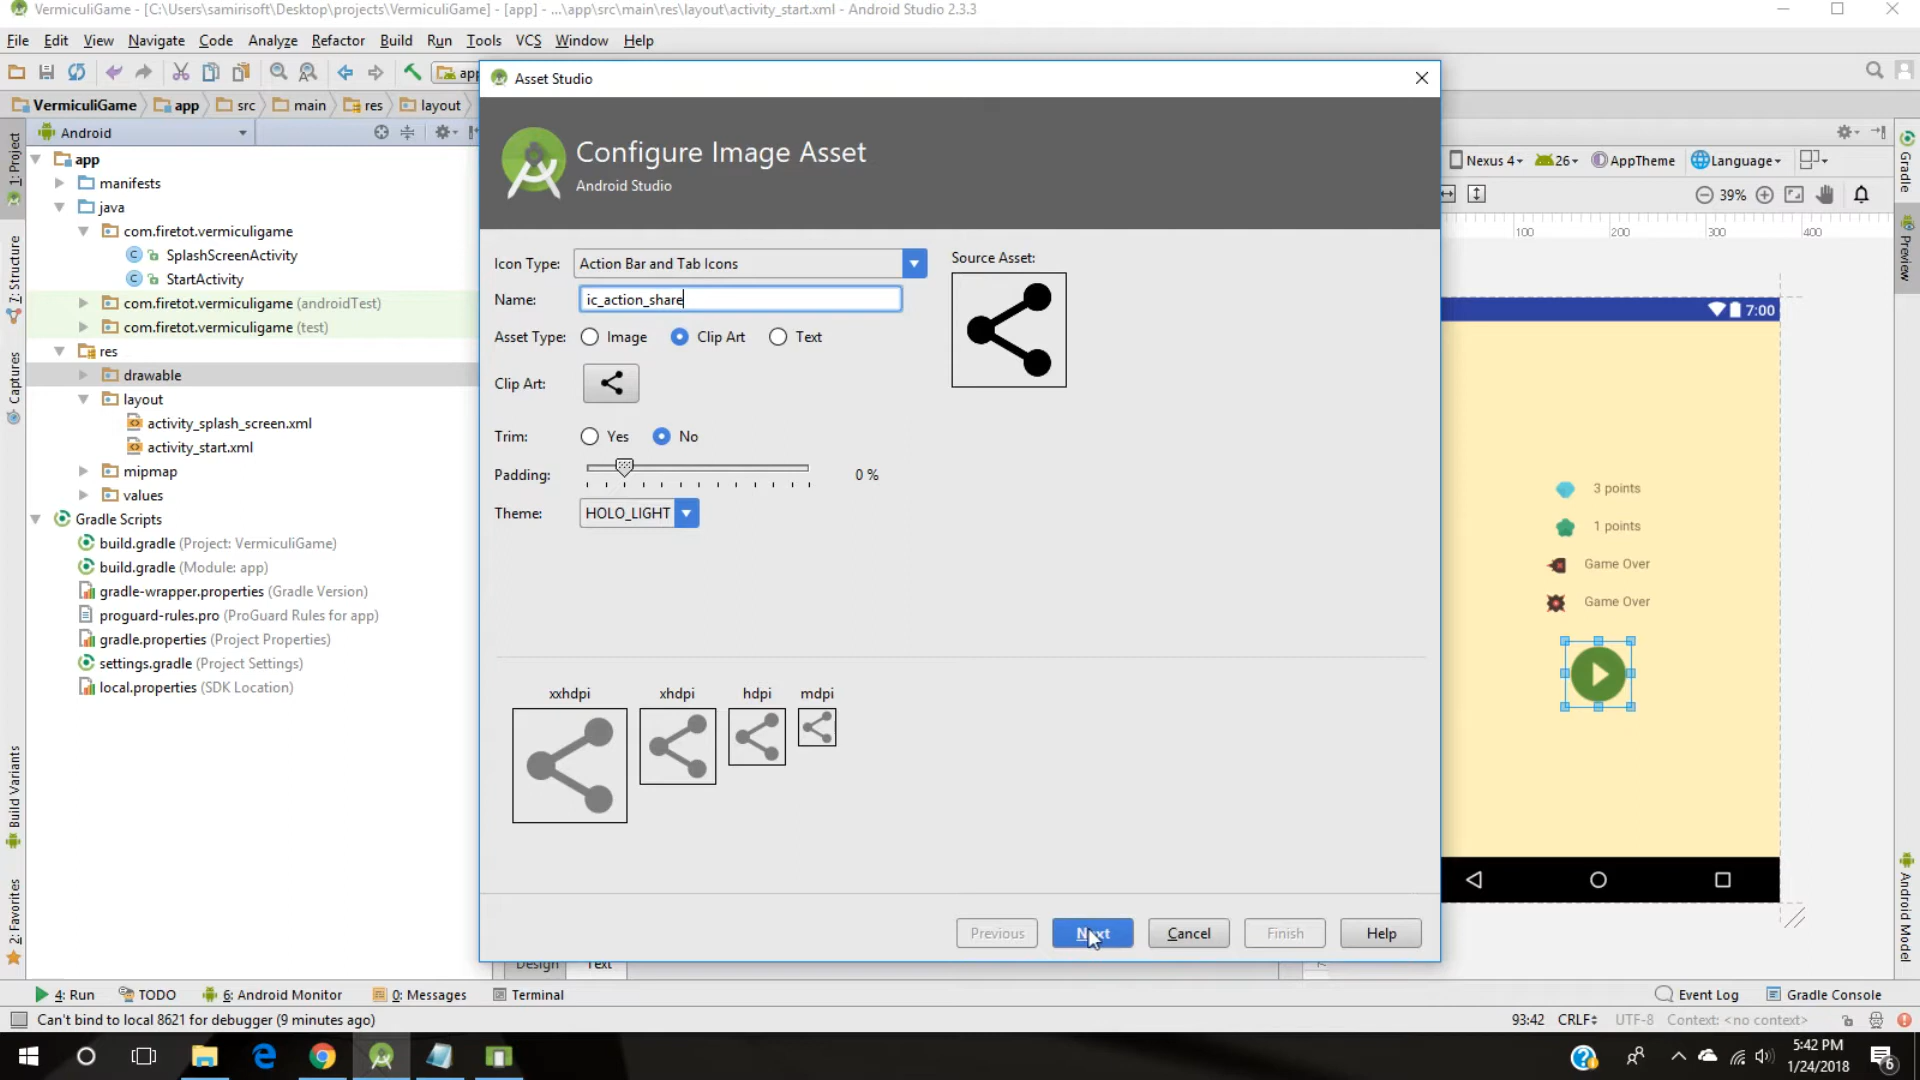 VermiculiGame - [C:\Users\samirisoft\Desktop\projects\VermiculiGame] - [app] - ...\app\src\main\res\layout\activity_start.xml - Android Studio 2.3.3
File Edit View Navigate Code Analyze Refactor Build Run Tools VCS Window Help
app
VermiculiGame app src main res layout
Android
app
manifests
java
com.firetot.vermiculigame
SplashScreenActivity
StartActivity
com.firetot.vermiculigame (androidTest)
com.firetot.vermiculigame (test)
res
drawable
layout
activity_splash_screen.xml
activity_start.xml
mipmap
values
Gradle Scripts
build.gradle (Project: VermiculiGame)
build.gradle (Module: app)
gradle-wrapper.properties (Gradle Version)
proguard-rules.pro (ProGuard Rules for app)
gradle.properties (Project Properties)
settings.gradle (Project Settings)
local.properties (SDK Location)
1: Project
7: Structure
Captures
Build Variants
2: Favorites
Asset Studio
Configure Image Asset
Android Studio
Icon Type: Action Bar and Tab Icons
Name: ic_action_share
Asset Type: Image Clip Art Text
Clip Art:
Trim: Yes No
Padding: 0 %
Theme: HOLO_LIGHT
Source Asset:
xxhdpi xhdpi hdpi mdpi
Previous Next Cancel Finish Help
Design Text
Nexus 4 26 AppTheme Language
39%
100 200 300 400
7:00
3 points
1 points
Game Over
Game Over
Gradle
Preview
Android Model
4: Run TODO 6: Android Monitor 0: Messages Terminal Event Log Gradle Console
Can't bind to local 8621 for debugger (9 minutes ago) 93:42 CRLF UTF-8 Context: <no context>
5:42 PM
1/24/2018
6